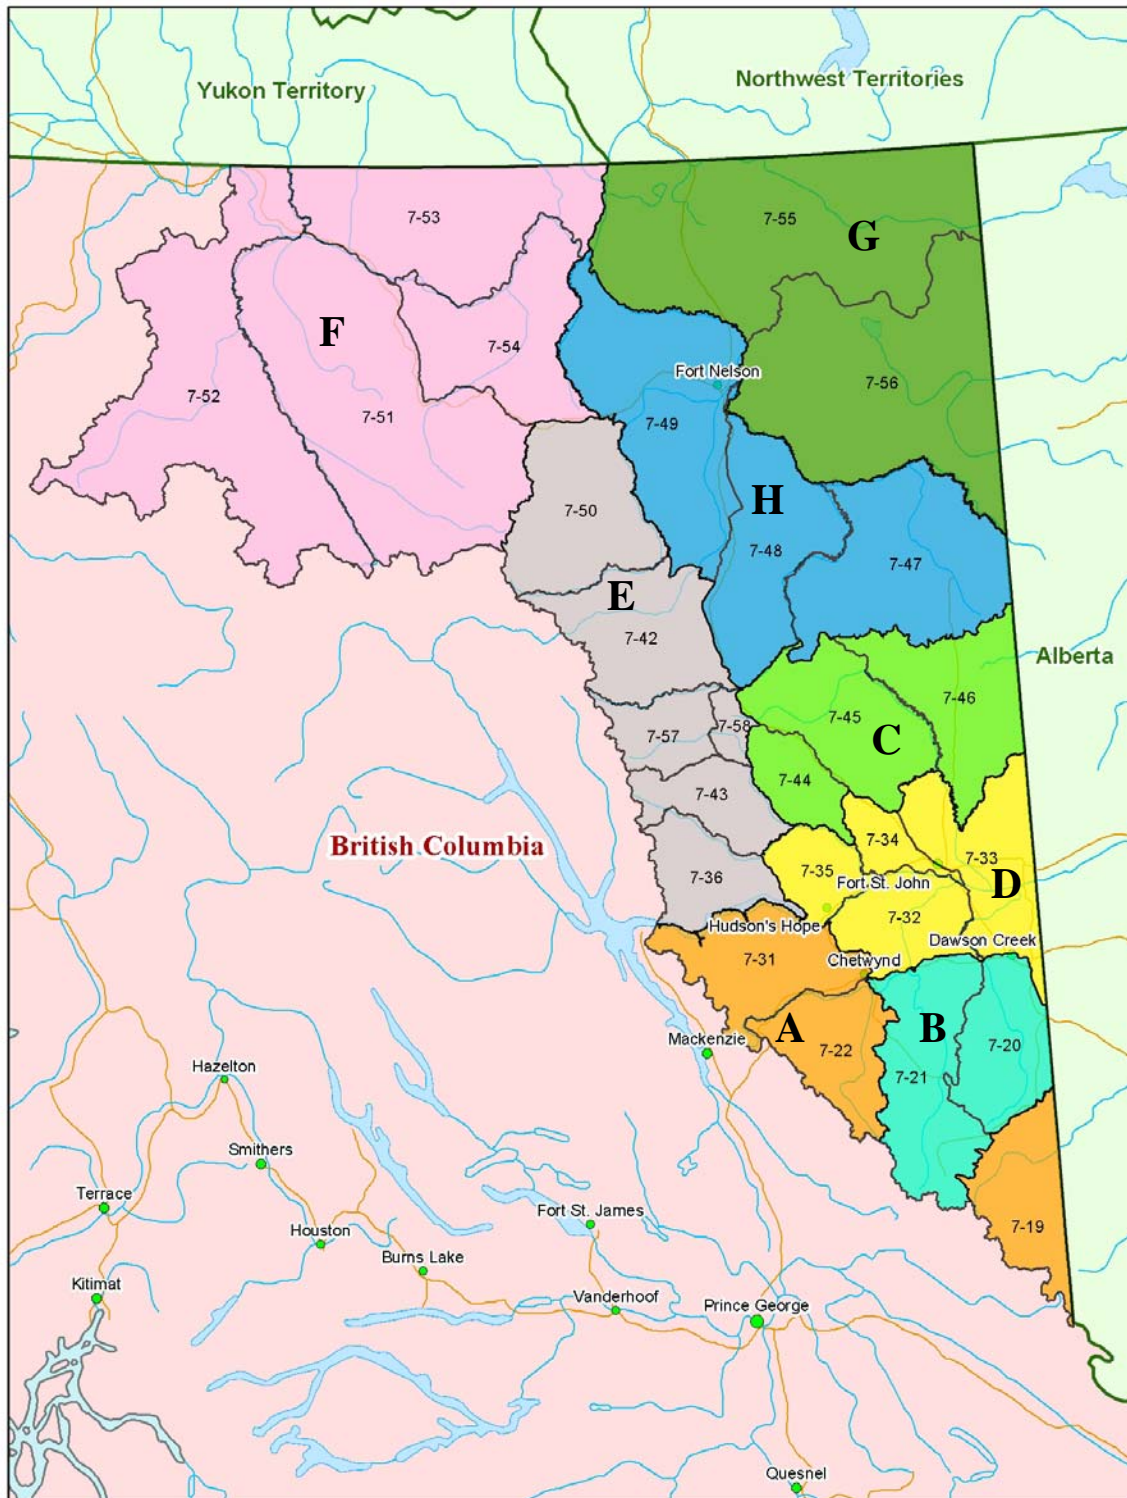 Yukon Territory
Northwest Territories
7-53
7-55
G
F
7-54
Fort Nelson
7-56
7-52
7-51
7-49
7-50
H
7-48
7-47
E
7-42
Alberta
7-46
7-45
7-58
7-57
C
7-44
7-43
British Columbia
7-34
7-33
7-36
7-35
Fort St. John
D
7-32
Hudson's Hope
Dawson Creek
7-31
Chetwynd
A
B
Mackenzie
7-22
7-20
Hazelton
7-21
Smithers
Terrace
Fort St. James
Houston
7-19
Burns Lake
Kitimat
Vanderhoof
Prince George
Quesnel